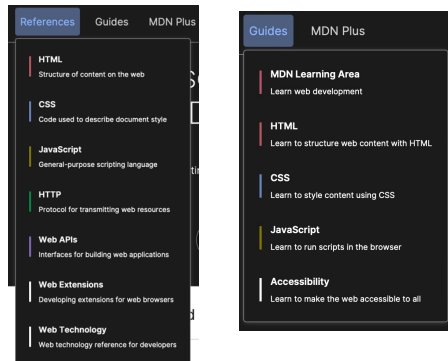 References Guides MDN Plus
HTML
Structure of content on the web
CSS
Code used to describe document style
JavaScript
General-purpose scripting language
HTTP
Protocol for transmitting web resources
Web APIs
Interfaces for building web applications
Web Extensions
Developing extensions for web browsers
Web Technology
Web technology reference for developers
Guides MDN Plus
MDN Learning Area
Learn web development
HTML
Learn to structure web content with HTML
CSS
Learn to style content using CSS
JavaScript
Learn to run scripts in the browser
Accessibility
Learn to make the web accessible to all